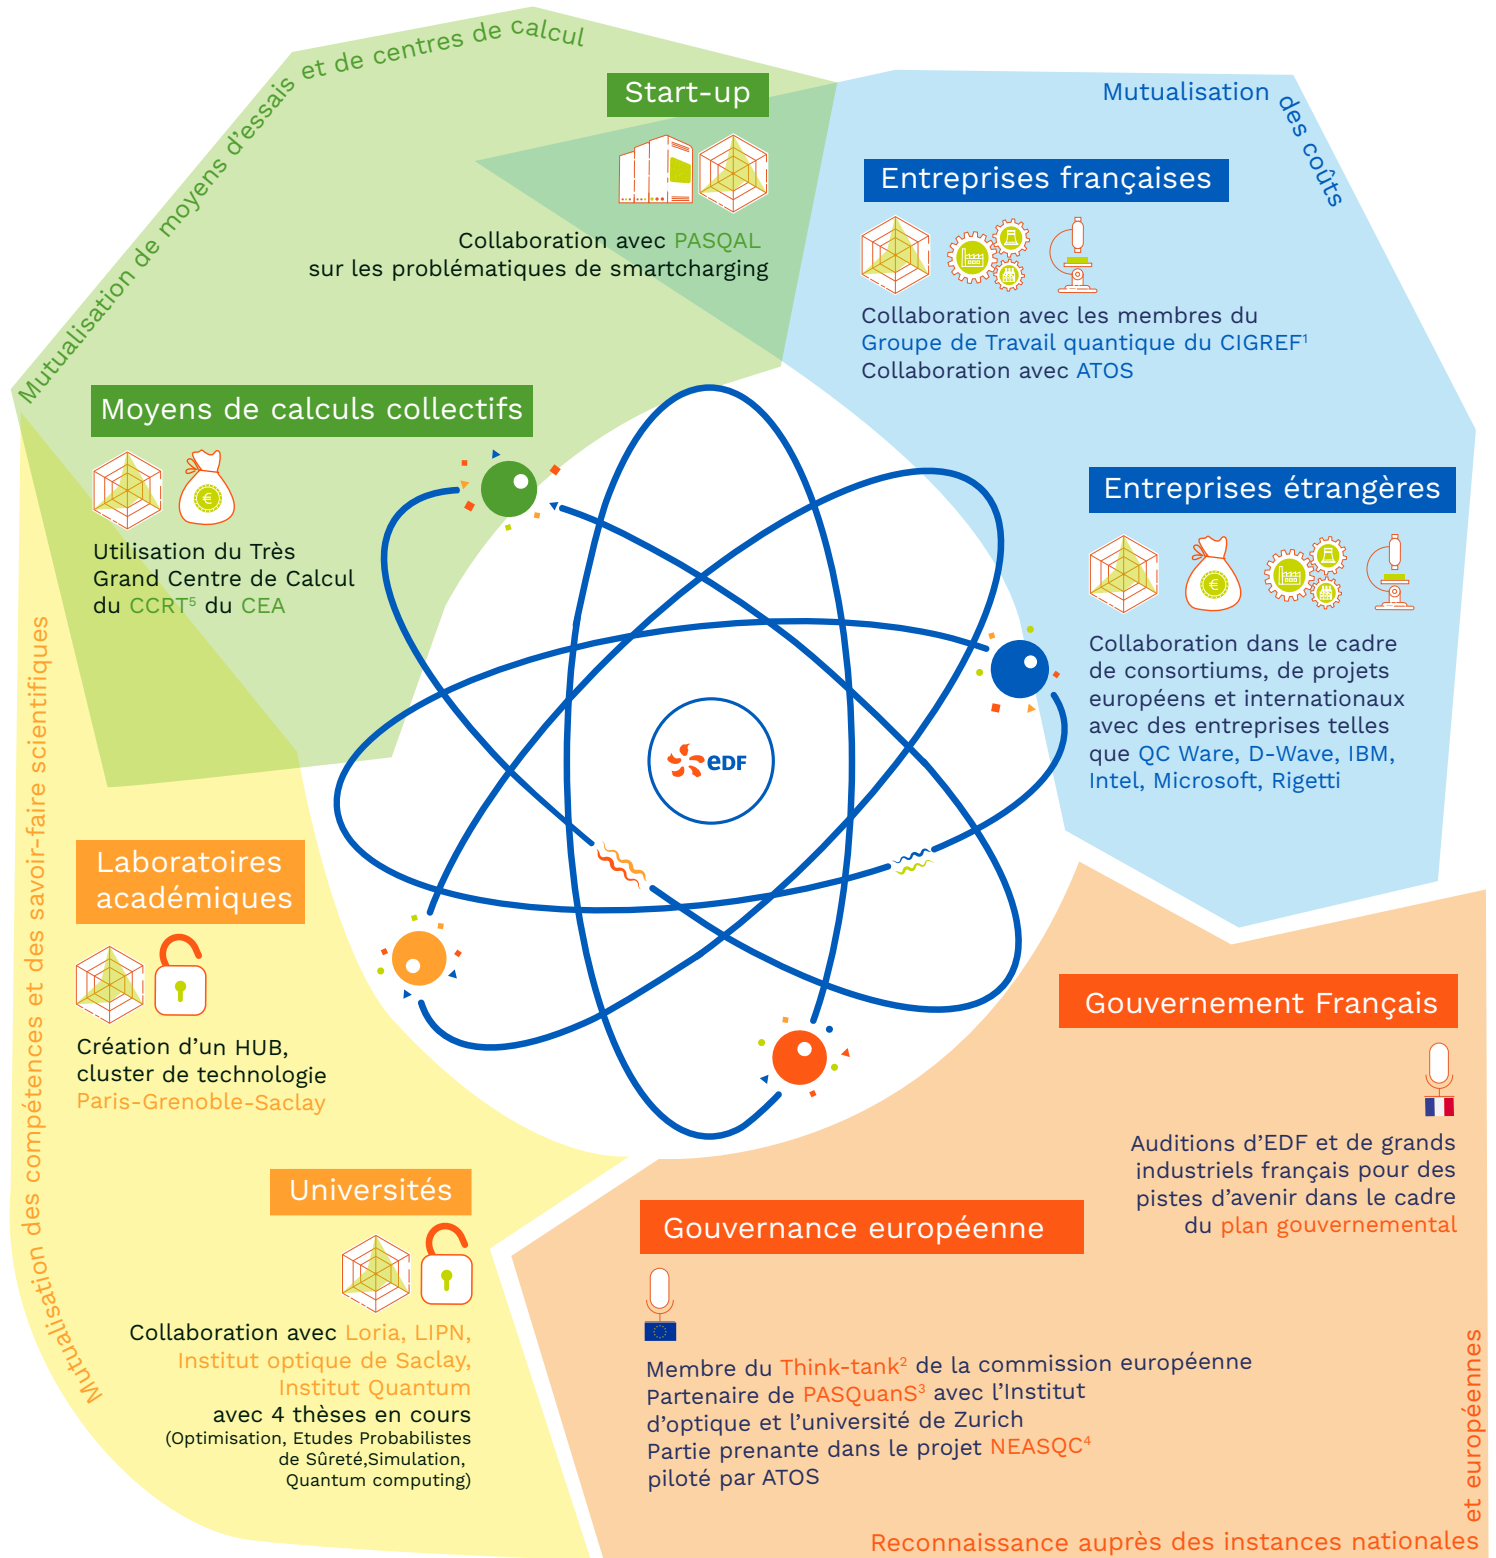 Mutualisation de moyens d'essais et de centres de calcul
Start-up
Collaboration avec PASQAL
sur les problématiques de smartcharging
Mutualisation des coûts
Entreprises françaises
Collaboration avec les membres du
Groupe de Travail quantique du CIGREF¹
Collaboration avec ATOS
Moyens de calculs collectifs
Utilisation du Très
Grand Centre de Calcul
du CCRT⁵ du CEA
Entreprises étrangères
Collaboration dans le cadre
de consortiums, de projets
européens et internationaux
avec des entreprises telles
que QC Ware, D-Wave, IBM,
Intel, Microsoft, Rigetti
eDF
Mutualisation des compétences et des savoir-faire scientifiques
Laboratoires
académiques
Création d'un HUB,
cluster de technologie
Paris-Grenoble-Saclay
Universités
Collaboration avec Loria, LIPN,
Institut optique de Saclay,
Institut Quantum
avec 4 thèses en cours
(Optimisation, Etudes Probabilistes
de Sûreté,Simulation,
Quantum computing)
Gouvernement Français
Auditions d'EDF et de grands
industriels français pour des
pistes d'avenir dans le cadre
du plan gouvernemental
Gouvernance européenne
Membre du Think-tank² de la commission européenne
Partenaire de PASQuanS³ avec l'Institut
d'optique et l'université de Zurich
Partie prenante dans le projet NEASQC⁴
piloté par ATOS
Reconnaissance auprès des instances nationales
et européennes